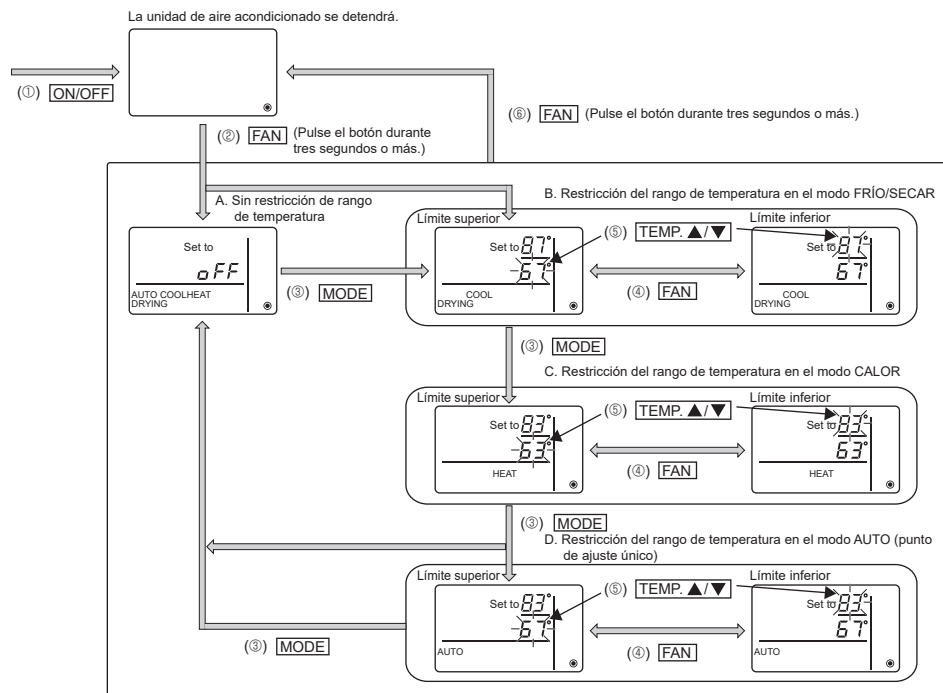 La unidad de aire acondicionado se detendrá.
(①) ON/OFF
(②) FAN (Pulse el botón durante
tres segundos o más.)
(⑥) FAN (Pulse el botón durante tres segundos o más.)
A. Sin restricción de rango
de temperatura
Set to
oFF
AUTO COOLHEAT
DRYING
(③) MODE
B. Restricción del rango de temperatura en el modo FRÍO/SECAR
Límite superior
Set to 87°
67°
COOL
DRYING
(⑤) TEMP. ▲/▼
(④) FAN
Límite inferior
Set to 87°
67°
COOL
DRYING
(③) MODE
C. Restricción del rango de temperatura en el modo CALOR
Límite superior
Set to 83°
63°
HEAT
(⑤) TEMP. ▲/▼
(④) FAN
Límite inferior
Set to 83°
63°
HEAT
(③) MODE
D. Restricción del rango de temperatura en el modo AUTO (punto
de ajuste único)
Límite superior
Set to 83°
67°
AUTO
(⑤) TEMP. ▲/▼
(④) FAN
Límite inferior
Set to 83°
67°
AUTO
(③) MODE